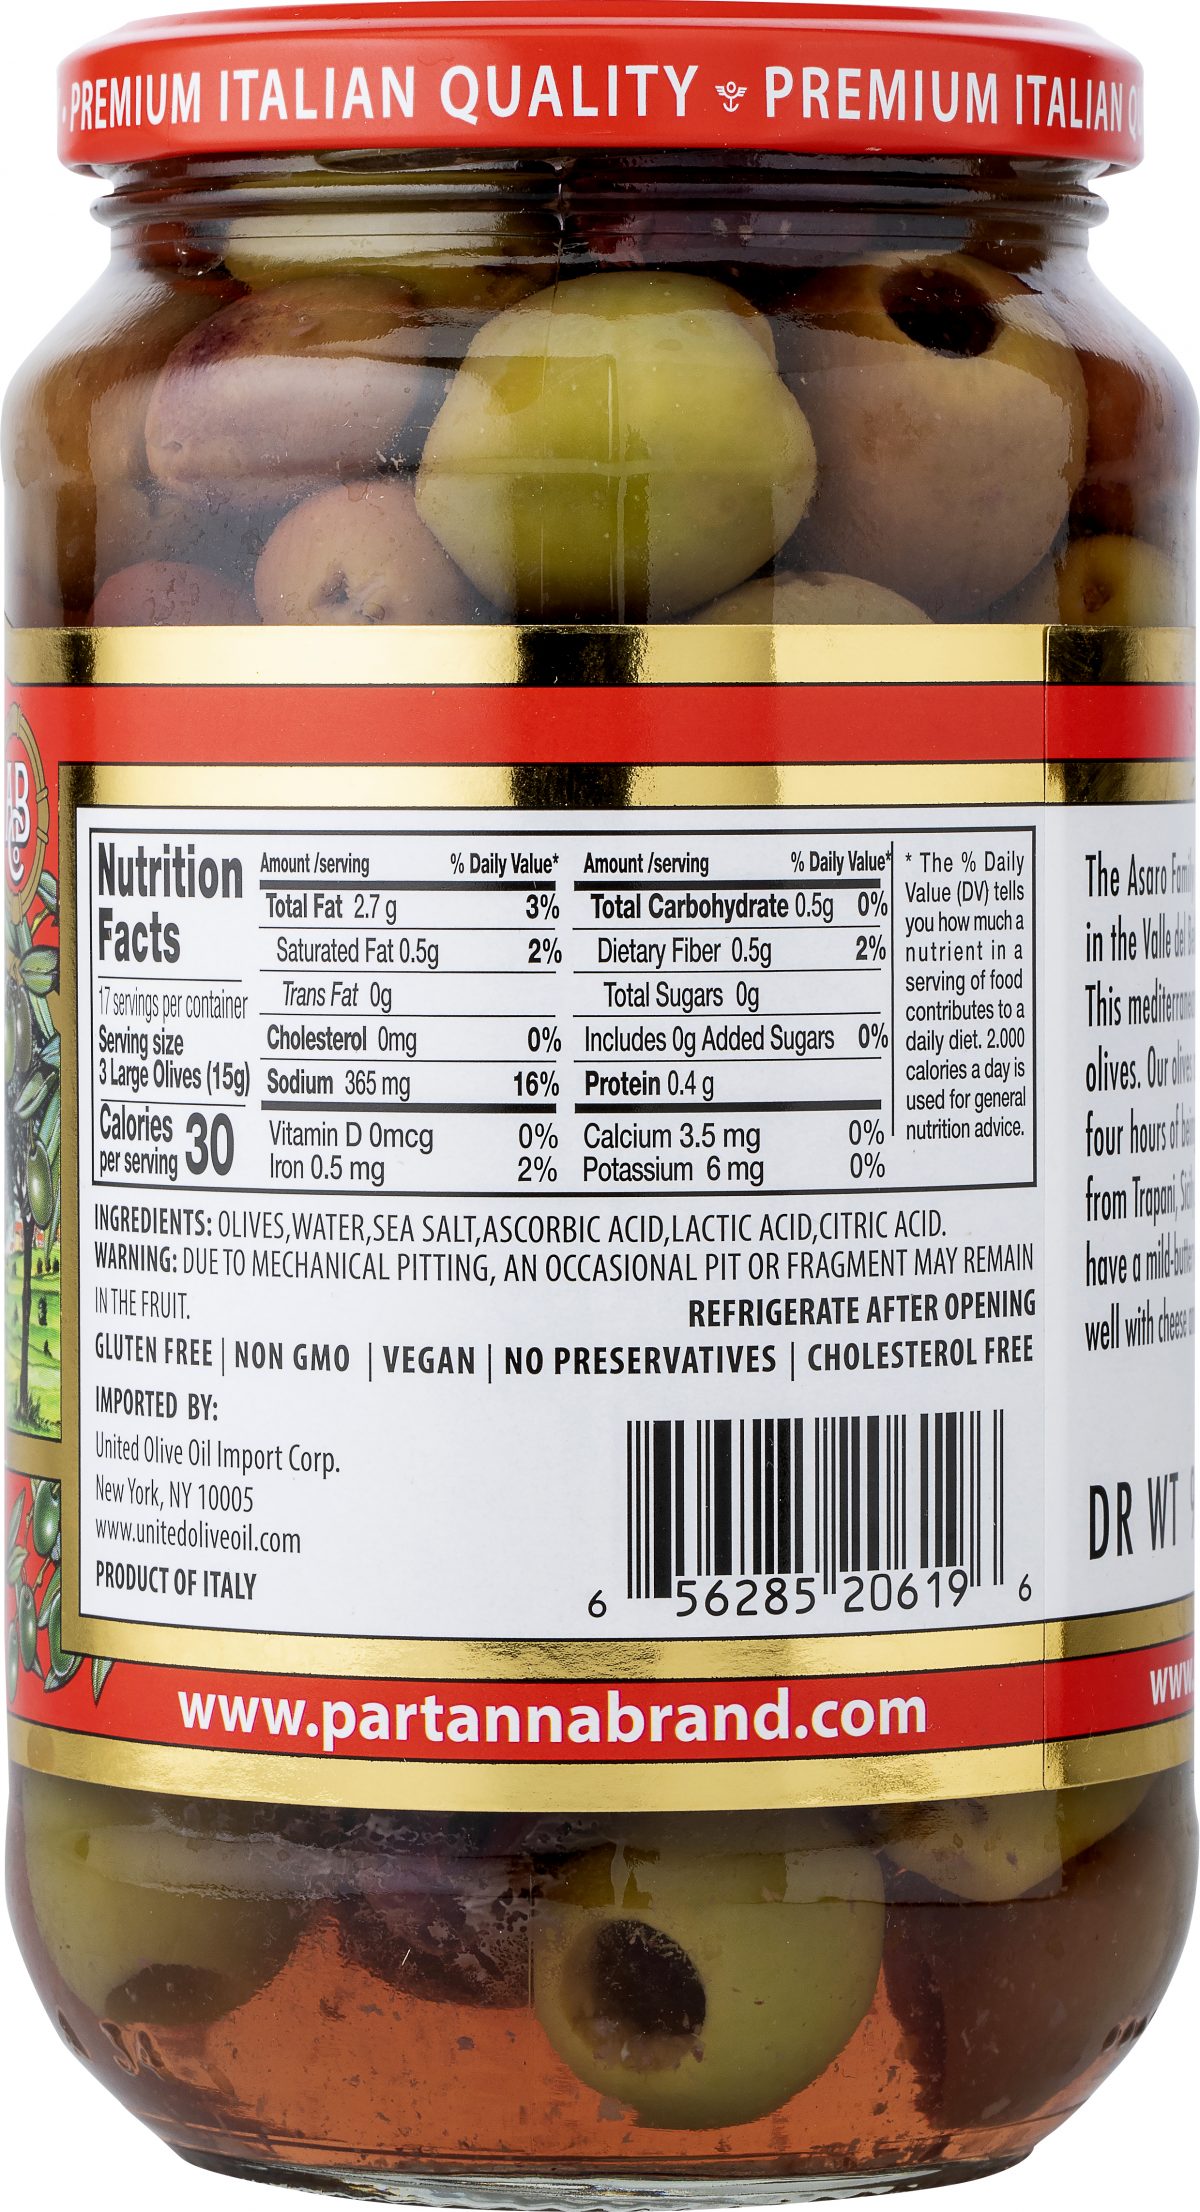 PREMIUM ITALIAN QUALITY PREMIUM ITALIAN
Nutrition
Facts
17 servings per container
Serving size
3 Large Olives (15g)
Calories
per serving 30
Amount /serving % Daily Value*
Total Fat 2.7 g 3%
Saturated Fat 0.5g 2%
Trans Fat 0g
Cholesterol 0mg 0%
Sodium 365 mg 16%
Vitamin D 0mcg 0%
Iron 0.5 mg 2%
Amount /serving % Daily Value*
Total Carbohydrate 0.5g 0%
Dietary Fiber 0.5g 2%
Total Sugars 0g
Includes 0g Added Sugars 0%
Protein 0.4 g
Calcium 3.5 mg 0%
Potassium 6 mg 0%
* The % Daily
Value (DV) tells
you how much a
nutrient in a
serving of food
contributes to a
daily diet. 2.000
calories a day is
used for general
nutrition advice.
INGREDIENTS: OLIVES,WATER,SEA SALT,ASCORBIC ACID,LACTIC ACID,CITRIC ACID.
WARNING: DUE TO MECHANICAL PITTING, AN OCCASIONAL PIT OR FRAGMENT MAY REMAIN
IN THE FRUIT.
REFRIGERATE AFTER OPENING
GLUTEN FREE | NON GMO | VEGAN | NO PRESERVATIVES | CHOLESTEROL FREE
IMPORTED BY:
United Olive Oil Import Corp.
New York, NY 10005
www.unitedoliveoil.com
PRODUCT OF ITALY
6 56285 20619 6
www.partannabrand.com
The Asaro
in the Valle del
This
olives. Our
four hours of
from Trapani,
have a
well with cheese
DR WT